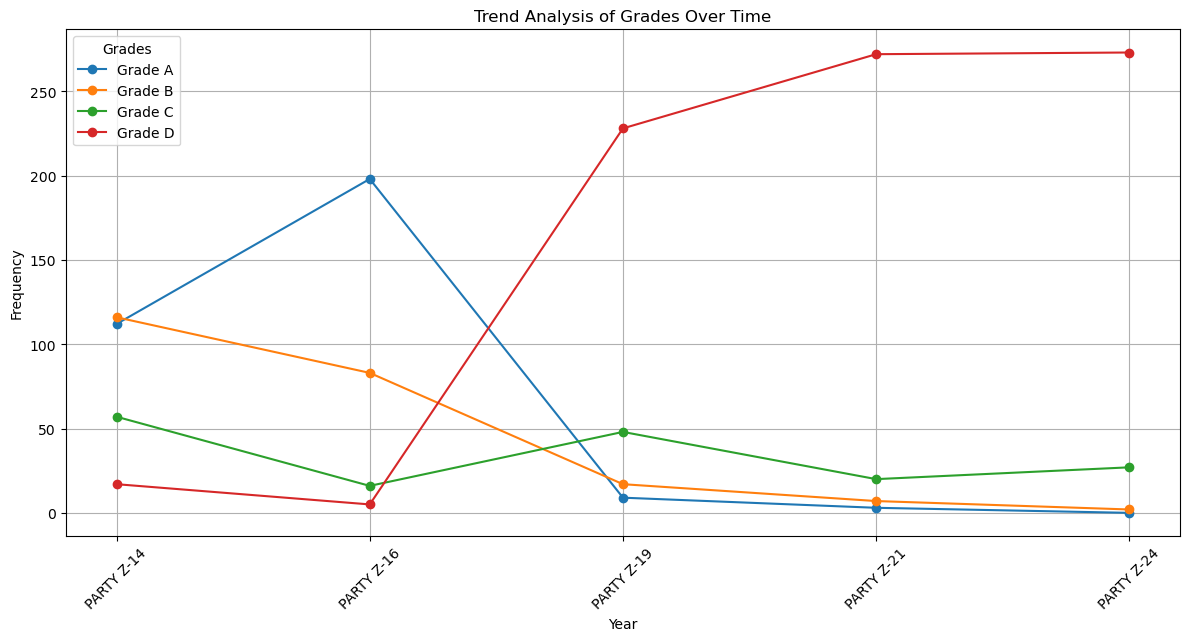 Trend Analysis of Grades Over Time
Grades
Grade A
Grade B
Grade C
Grade D
Frequency
250
200
150
100
50
0
PARTY Z-14
PARTY Z-16
PARTY Z-19
PARTY Z-21
PARTY Z-24
Year